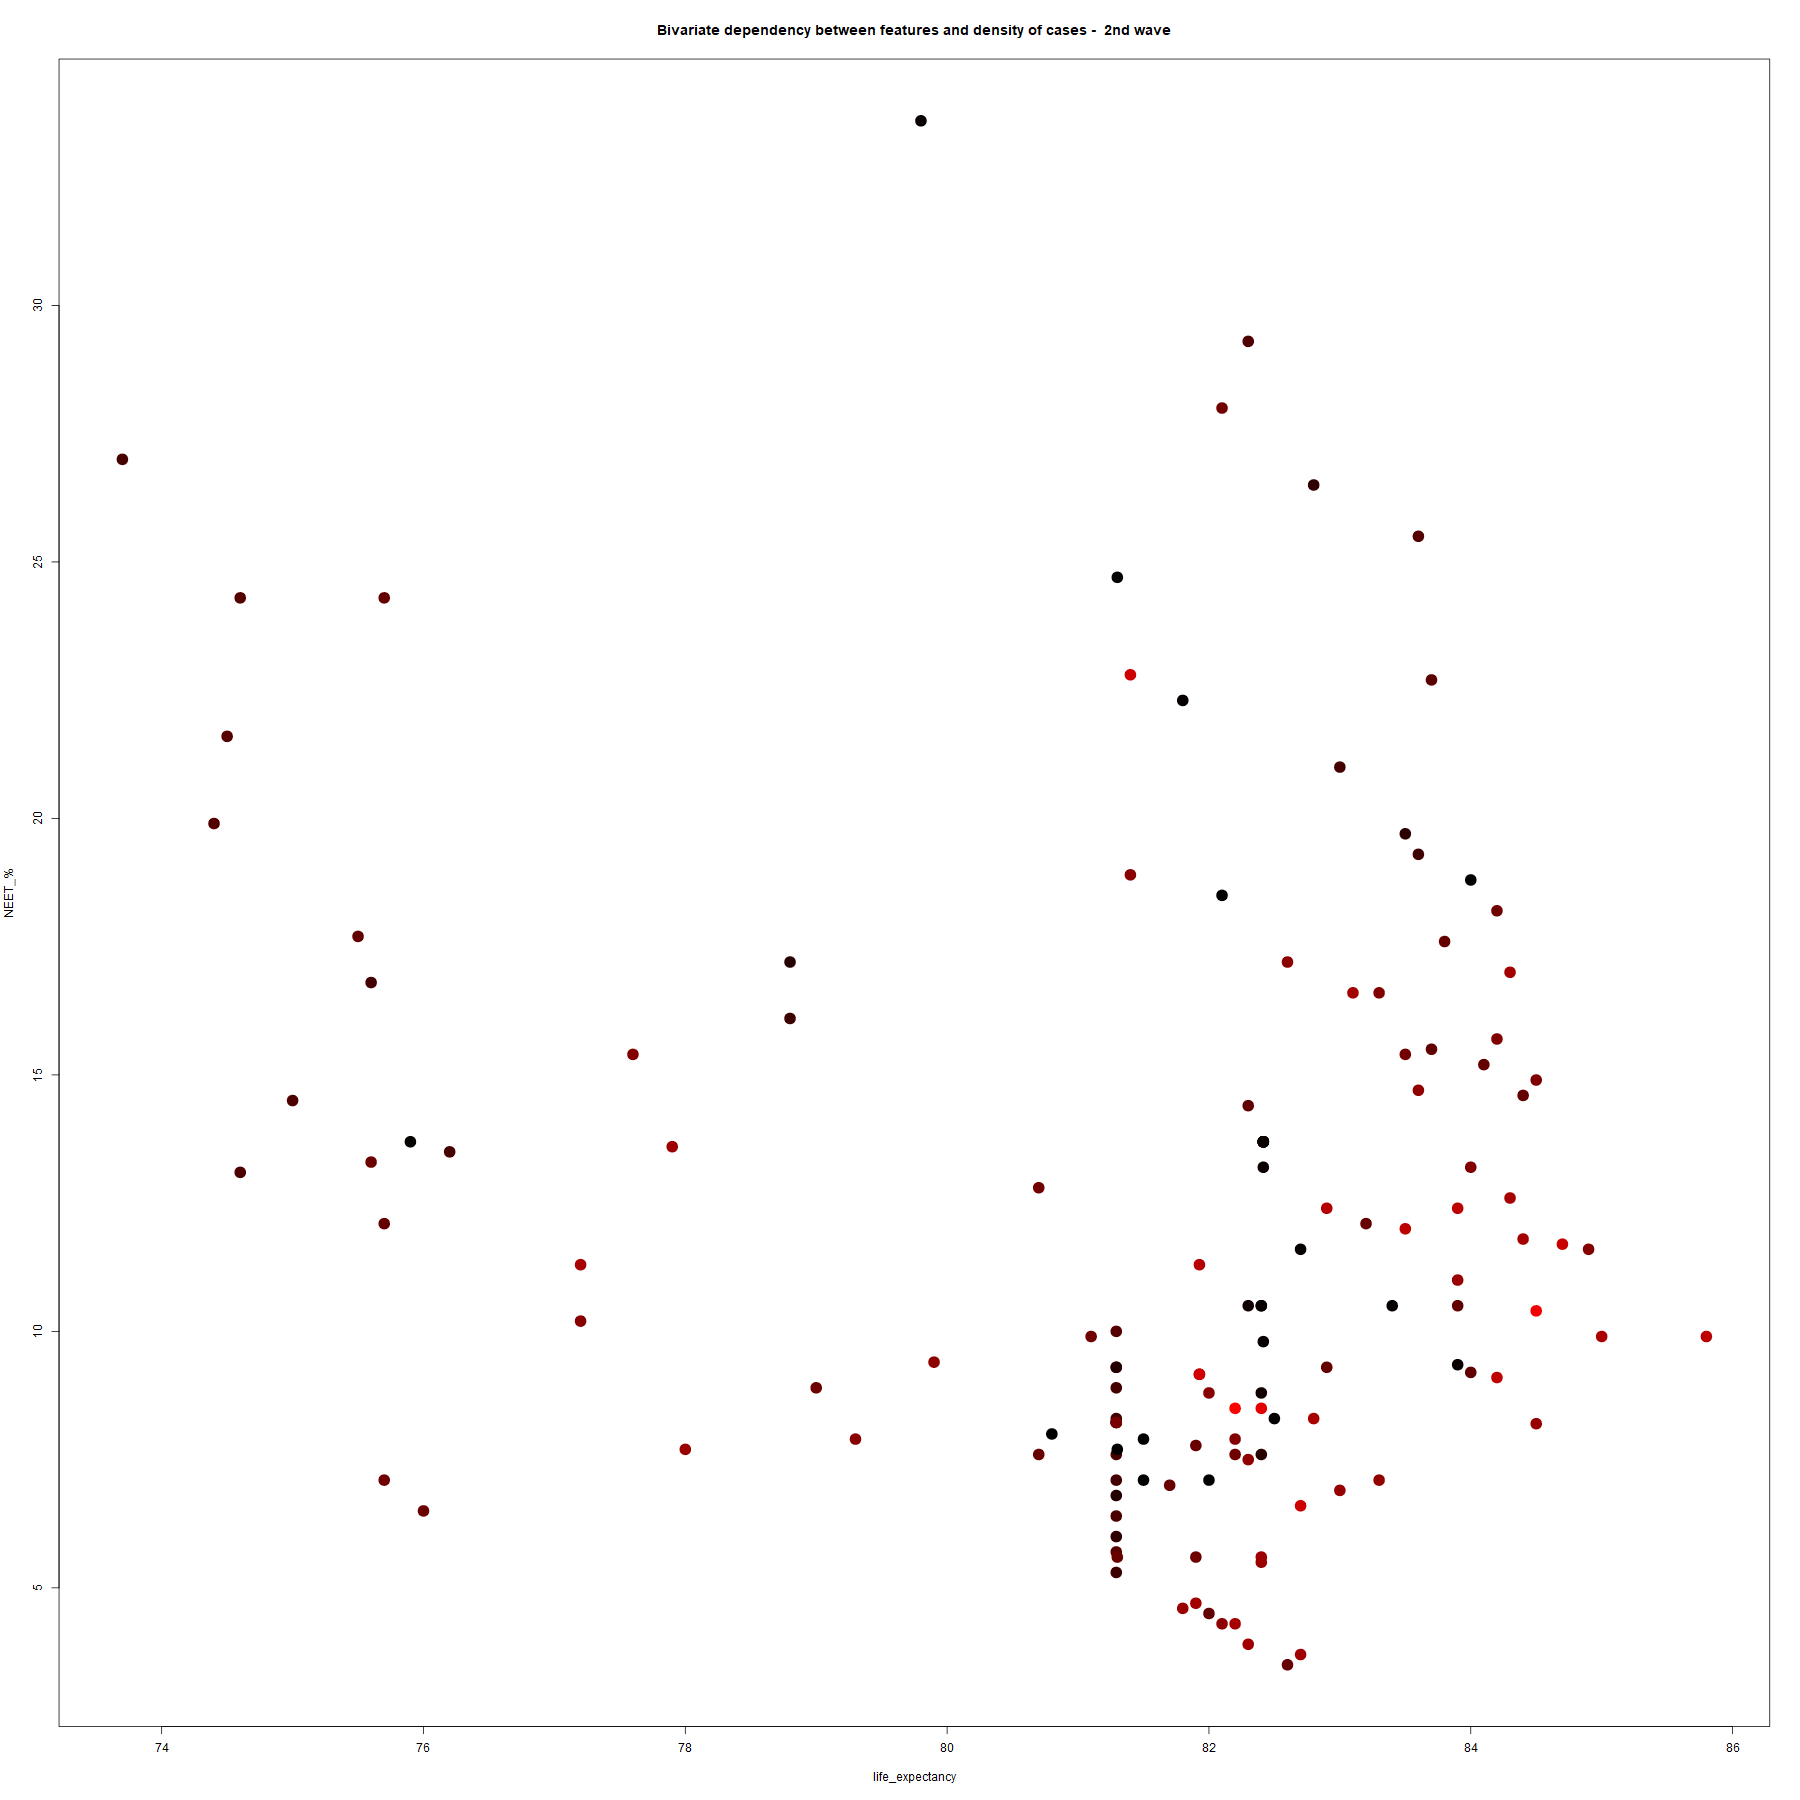 Bivariate dependency between features and density of cases -  2nd wave
30
25
20
15
10
5
NEET_%
74 76 78 80 82 84 86
life_expectancy